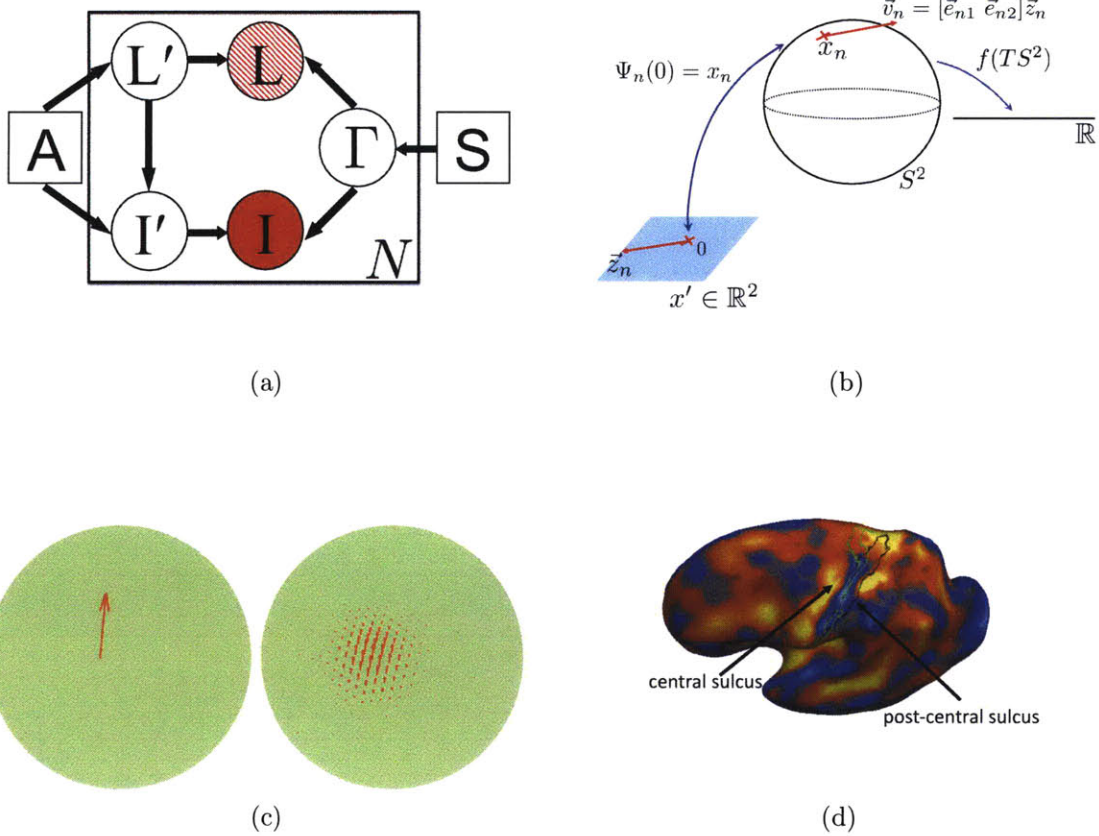 L′ L
A Γ S
I′ I
N
(a)
v⃗ₙ = [e⃗ₙ₁ e⃗ₙ₂]z⃗ₙ
xₙ
Ψₙ(0) = xₙ
f(TS²)
ℝ
S²
0
z⃗ₙ
x′ ∈ ℝ²
(b)
(c)
central sulcus
post-central sulcus
(d)